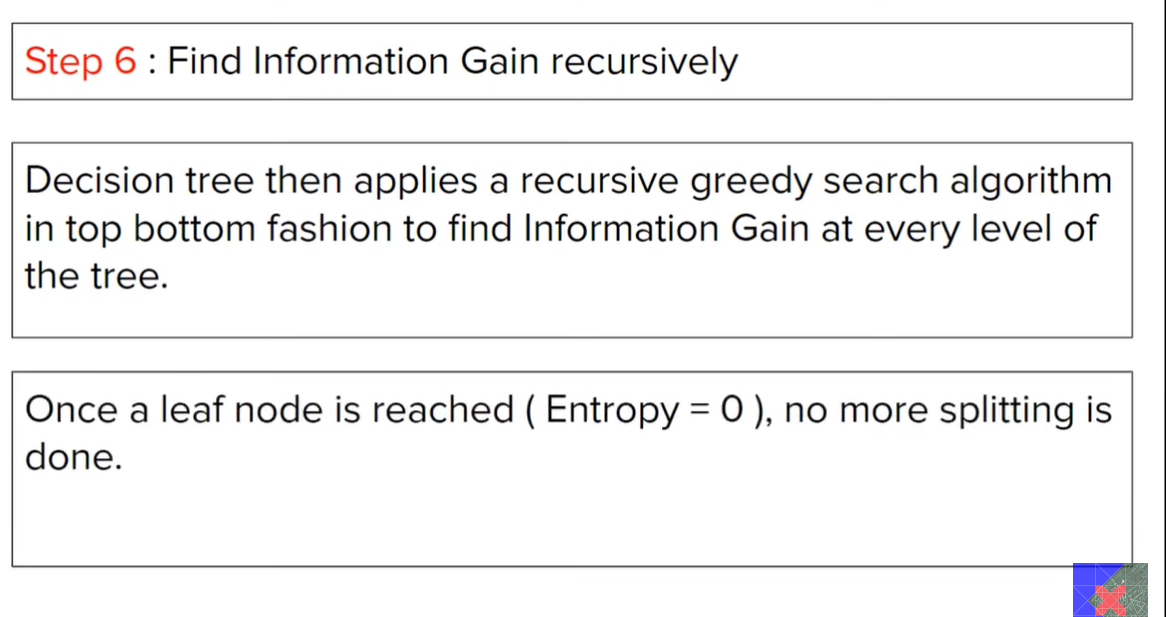 Step 6 : Find Information Gain recursively
Decision tree then applies a recursive greedy search algorithm
in top bottom fashion to find Information Gain at every level of
the tree.
Once a leaf node is reached ( Entropy = 0 ), no more splitting is
done.